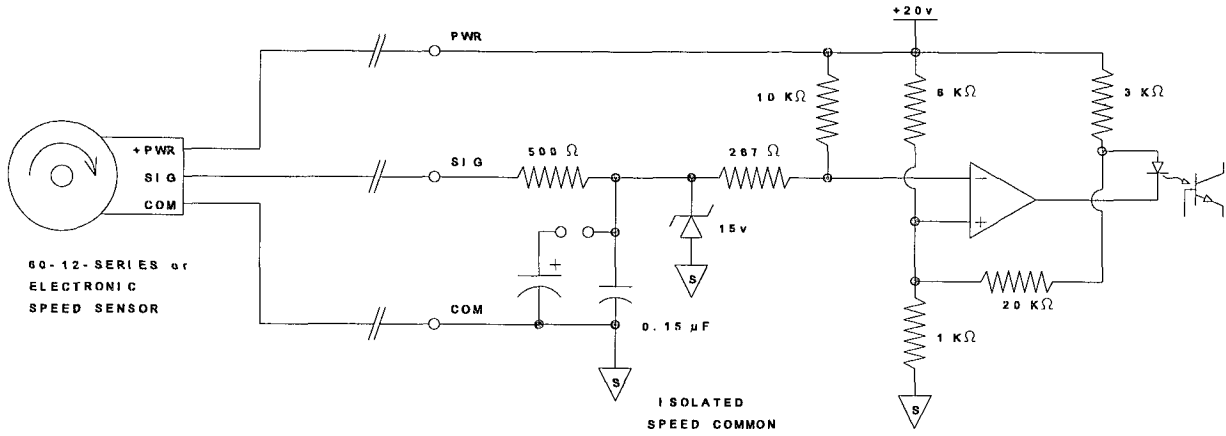 +20v
PWR
10 KΩ
6 KΩ
3 KΩ
+PWR
SIG
COM
SIG
500 Ω
267 Ω
−
+
15v
S
+
60-12-SERIES or
ELECTRONIC
SPEED SENSOR
COM
0.15 µF
20 KΩ
1 KΩ
S
S
ISOLATED
SPEED COMMON